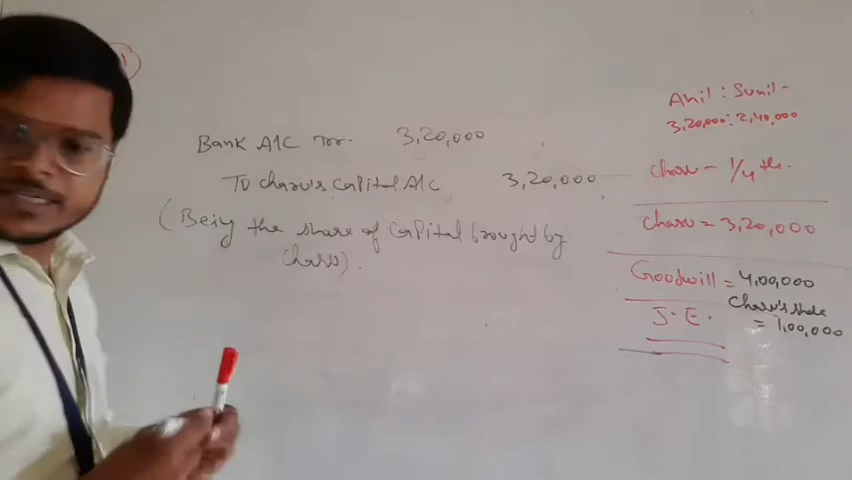 1
Bank A/C Dr. 3,20,000
To charu's capital A/c 3,20,000
(Being the share of capital brought by
charu).
Anil : Sunil -
3,20,000 : 2,40,000
charu - 1/4 th.
charu = 3,20,000
Goodwill = 4,00,000
charu's share
= 1,00,000
J. E.